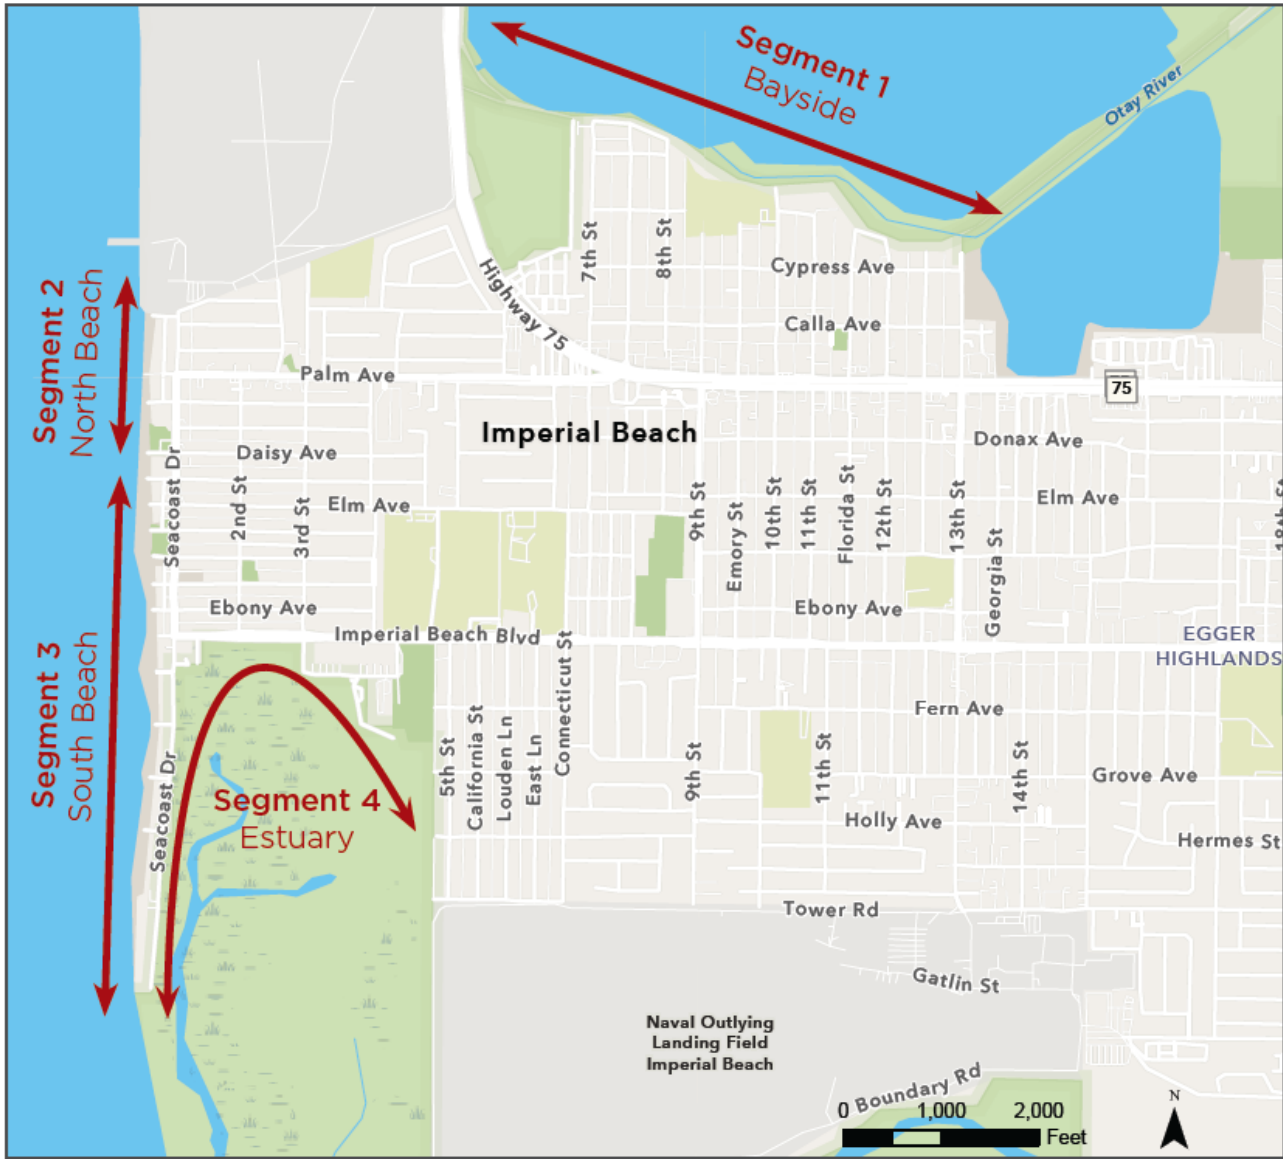 Segment 1
Bayside
Otay River
Segment 2
North Beach
Highway 75
7th St
8th St
Cypress Ave
Calla Ave
Palm Ave
75
Imperial Beach
Donax Ave
Daisy Ave
Seacoast Dr
2nd St
3rd St
Elm Ave
9th St
Emory St
10th St
11th St
Florida St
12th St
13th St
Georgia St
Elm Ave
Ebony Ave
Ebony Ave
Imperial Beach Blvd
EGGER
HIGHLANDS
Segment 3
South Beach
Seacoast Dr
Segment 4
Estuary
5th St
California St
Louden Ln
East Ln
Connecticut St
9th St
11th St
14th St
Fern Ave
Grove Ave
Holly Ave
Hermes St
Tower Rd
Gatlin St
Naval Outlying
Landing Field
Imperial Beach
Boundary Rd
N
0 1,000 2,000
Feet